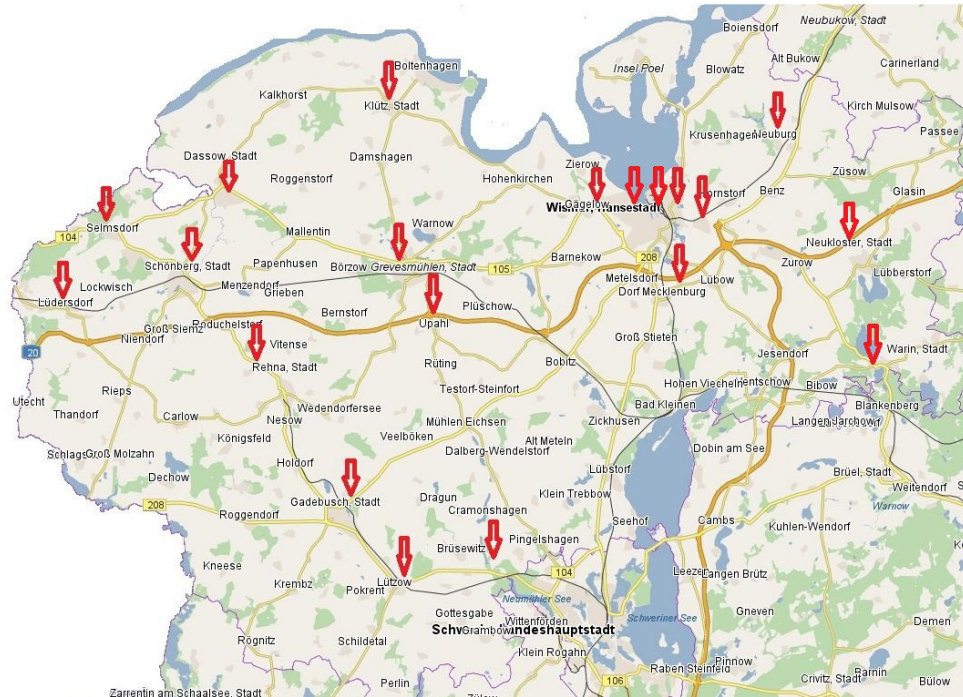 Neubukow, Stadt
Boiensdorf
Boltenhagen
Alt Bukow
Carinerland
Insel Poel
Blowatz
Kalkhorst
Klütz, Stadt
Kirch Mulsow
Krusenhagen
Neuburg
Passee
Dassow, Stadt
Damshagen
Zierow
Roggenstorf
Hohenkirchen
Züsow
Benz
Glasin
Gägelow
Wismar, Hansestadt
Selmsdorf
104
Mallentin
Warnow
Neukloster, Stadt
Schönberg, Stadt
Papenhusen
Börzow
Grevesmühlen, Stadt
105
Barnekow
208
Zurow
Lübberstorf
Lockwisch
Menzendorf
Grieben
Metelsdorf
Lübow
Lüdersdorf
Dorf Mecklenburg
Plüschow
Bernstorf
Upahl
Groß Siemz
Roduchelstorf
Niendorf
Groß Stieten
20
Vitense
Jesendorf
Warin, Stadt
Rehna, Stadt
Rüting
Bobitz
Rieps
Testorf-Steinfort
Hohen Viecheln
Bibow
Utecht
Thandorf
Carlow
Wedendorfersee
Bad Kleinen
Blankenberg
Nesow
Mühlen Eichsen
Zickhusen
Langen Jarchow
Königsfeld
Veelböken
Alt Meteln
Dobin am See
Groß Molzahn
Holdorf
Dalberg-Wendelstorf
Lübstorf
Brüel, Stadt
Dechow
Weitendorf
Gadebusch, Stadt
Dragun
Klein Trebbow
208
Cramonshagen
Warnow
Roggendorf
Seehof
Cambs
Kuhlen-Wendorf
Pingelshagen
Brüsewitz
Kneese
104
Leezen
Langen Brütz
Krembz
Lützow
Pokrent
Neumühler See
Gneven
Gottesgabe
Wittenförden
Schweriner See
Demen
Grambow
Rögnitz
Schildetal
Klein Rogahn
Pinnow
Raben Steinfeld
Barnin
Perlin
106
Crivitz, Stadt
Bülow
Zarrentin am Schaalsee, Stadt
Zülow